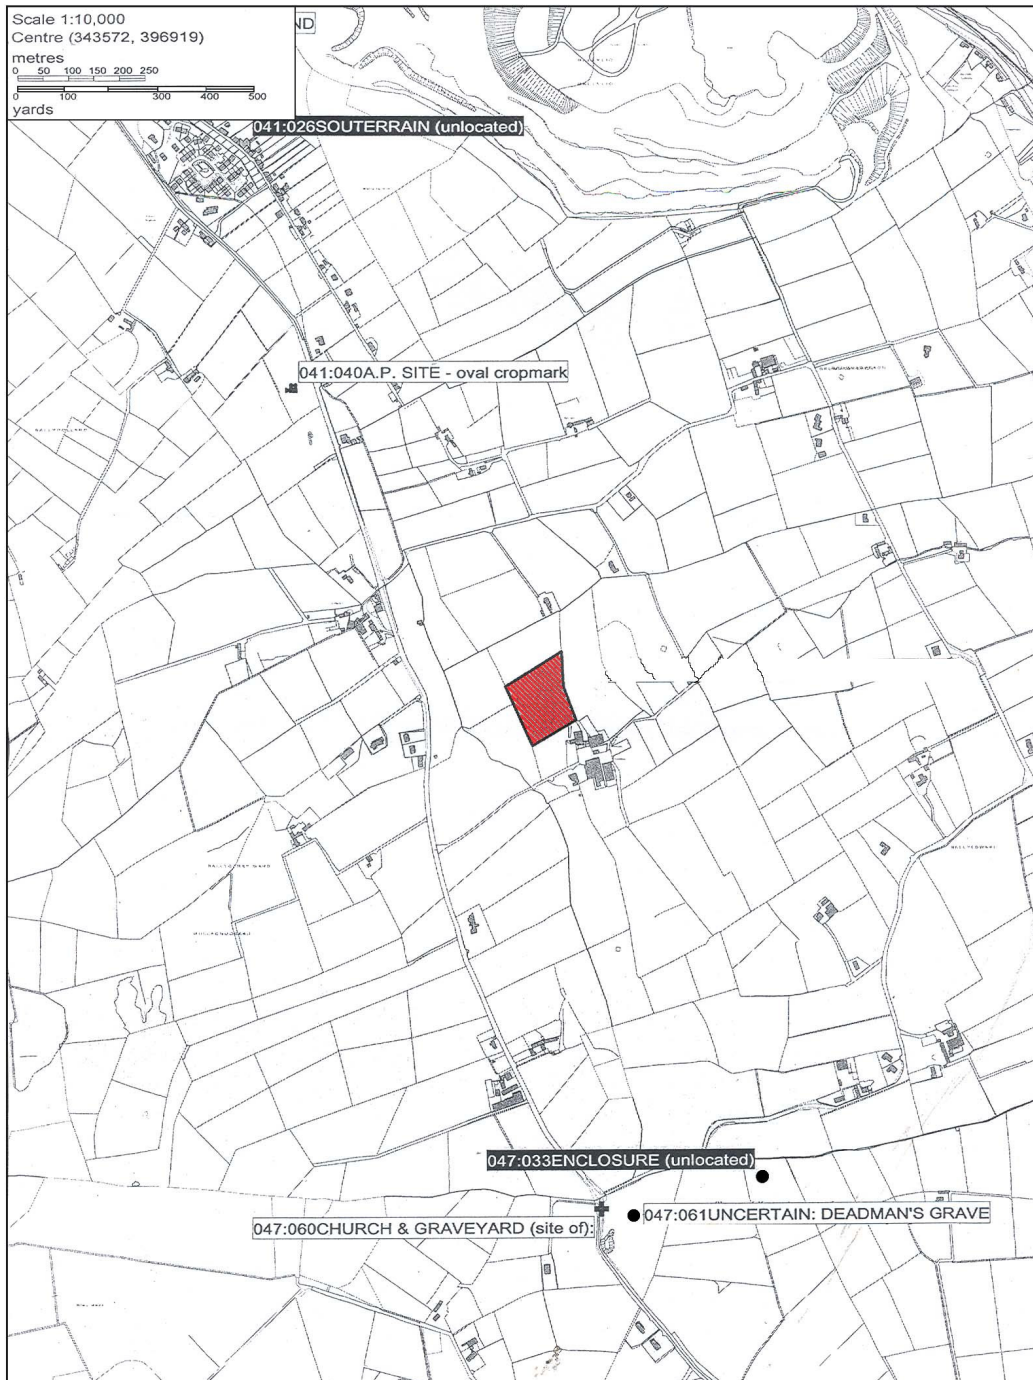 Scale 1:10,000
Centre (343572, 396919)
metres
0 50 100 150 200 250
0 100 300 400 500
yards
ND
041:026SOUTERRAIN (unlocated)
041:040A.P. SITE - oval cropmark
047:033ENCLOSURE (unlocated)
047:061UNCERTAIN: DEADMAN'S GRAVE
047:060CHURCH & GRAVEYARD (site of):